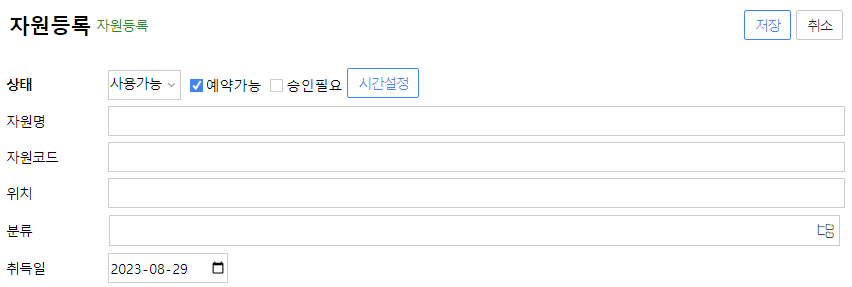 자원등록 자원등록 저장 취소
상태 사용가능 예약가능 승인필요 시간설정
자원명
자원코드
위치
분류
취득일 2023-08-29